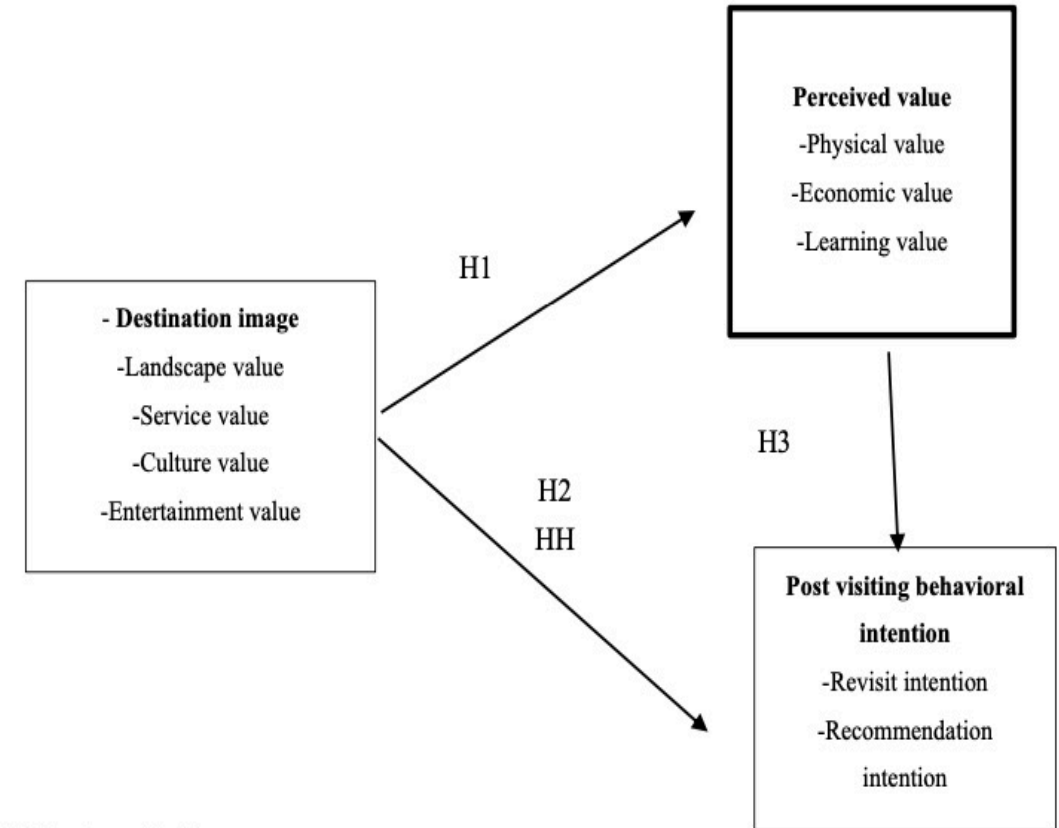 Perceived value
-Physical value
-Economic value
-Learning value
H1
- Destination image
-Landscape value
-Service value
-Culture value
-Entertainment value
H3
H2
HH
Post visiting behavioral
intention
-Revisit intention
-Recommendation
intention